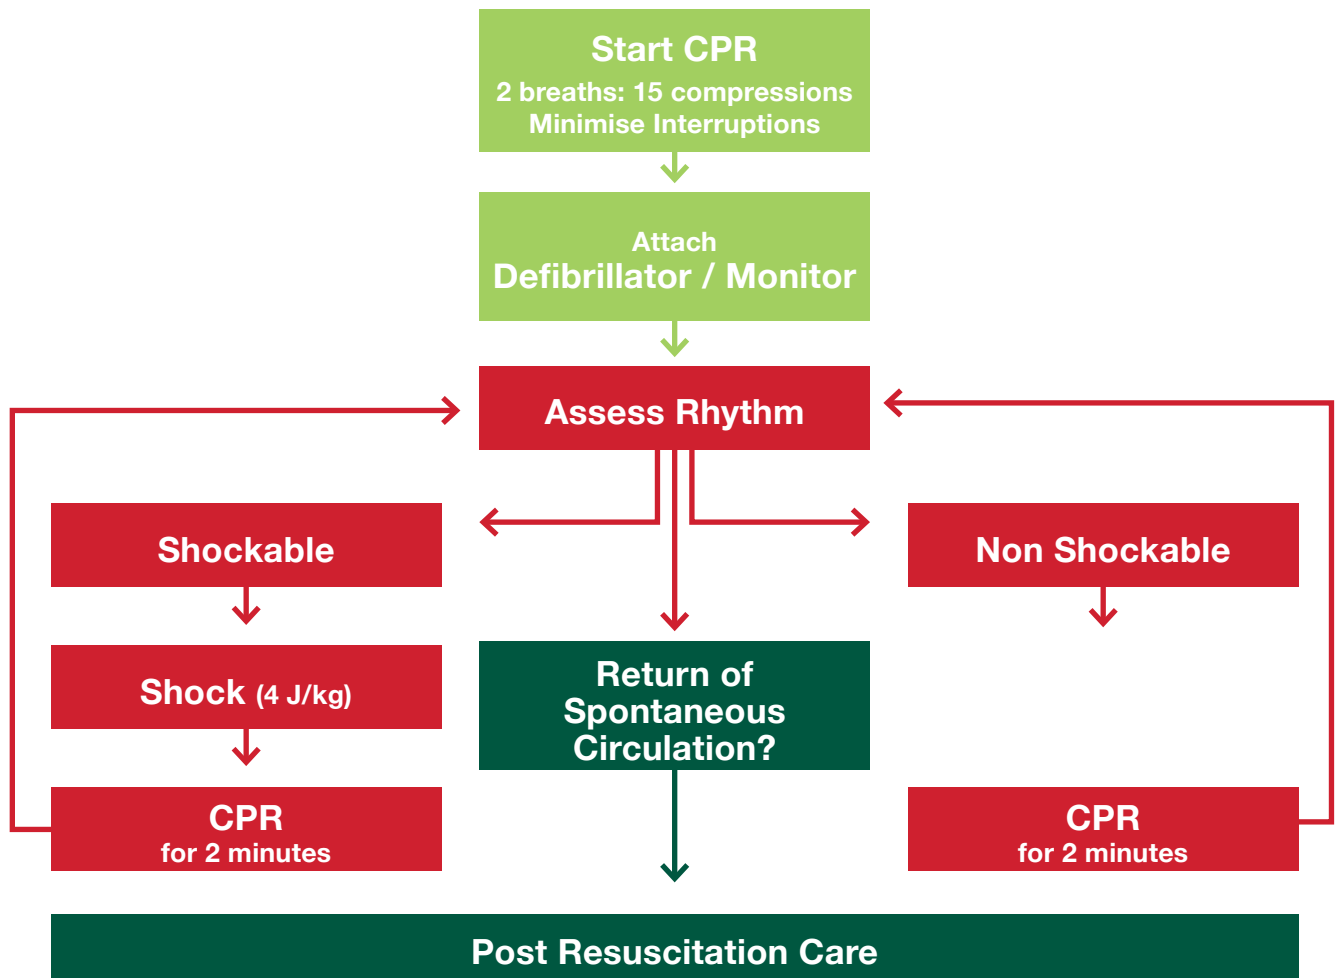 Start CPR
2 breaths: 15 compressions
Minimise Interruptions
Attach
Defibrillator / Monitor
Assess Rhythm
Shockable
Non Shockable
Shock (4 J/kg)
Return of
Spontaneous
Circulation?
CPR
for 2 minutes
CPR
for 2 minutes
Post Resuscitation Care